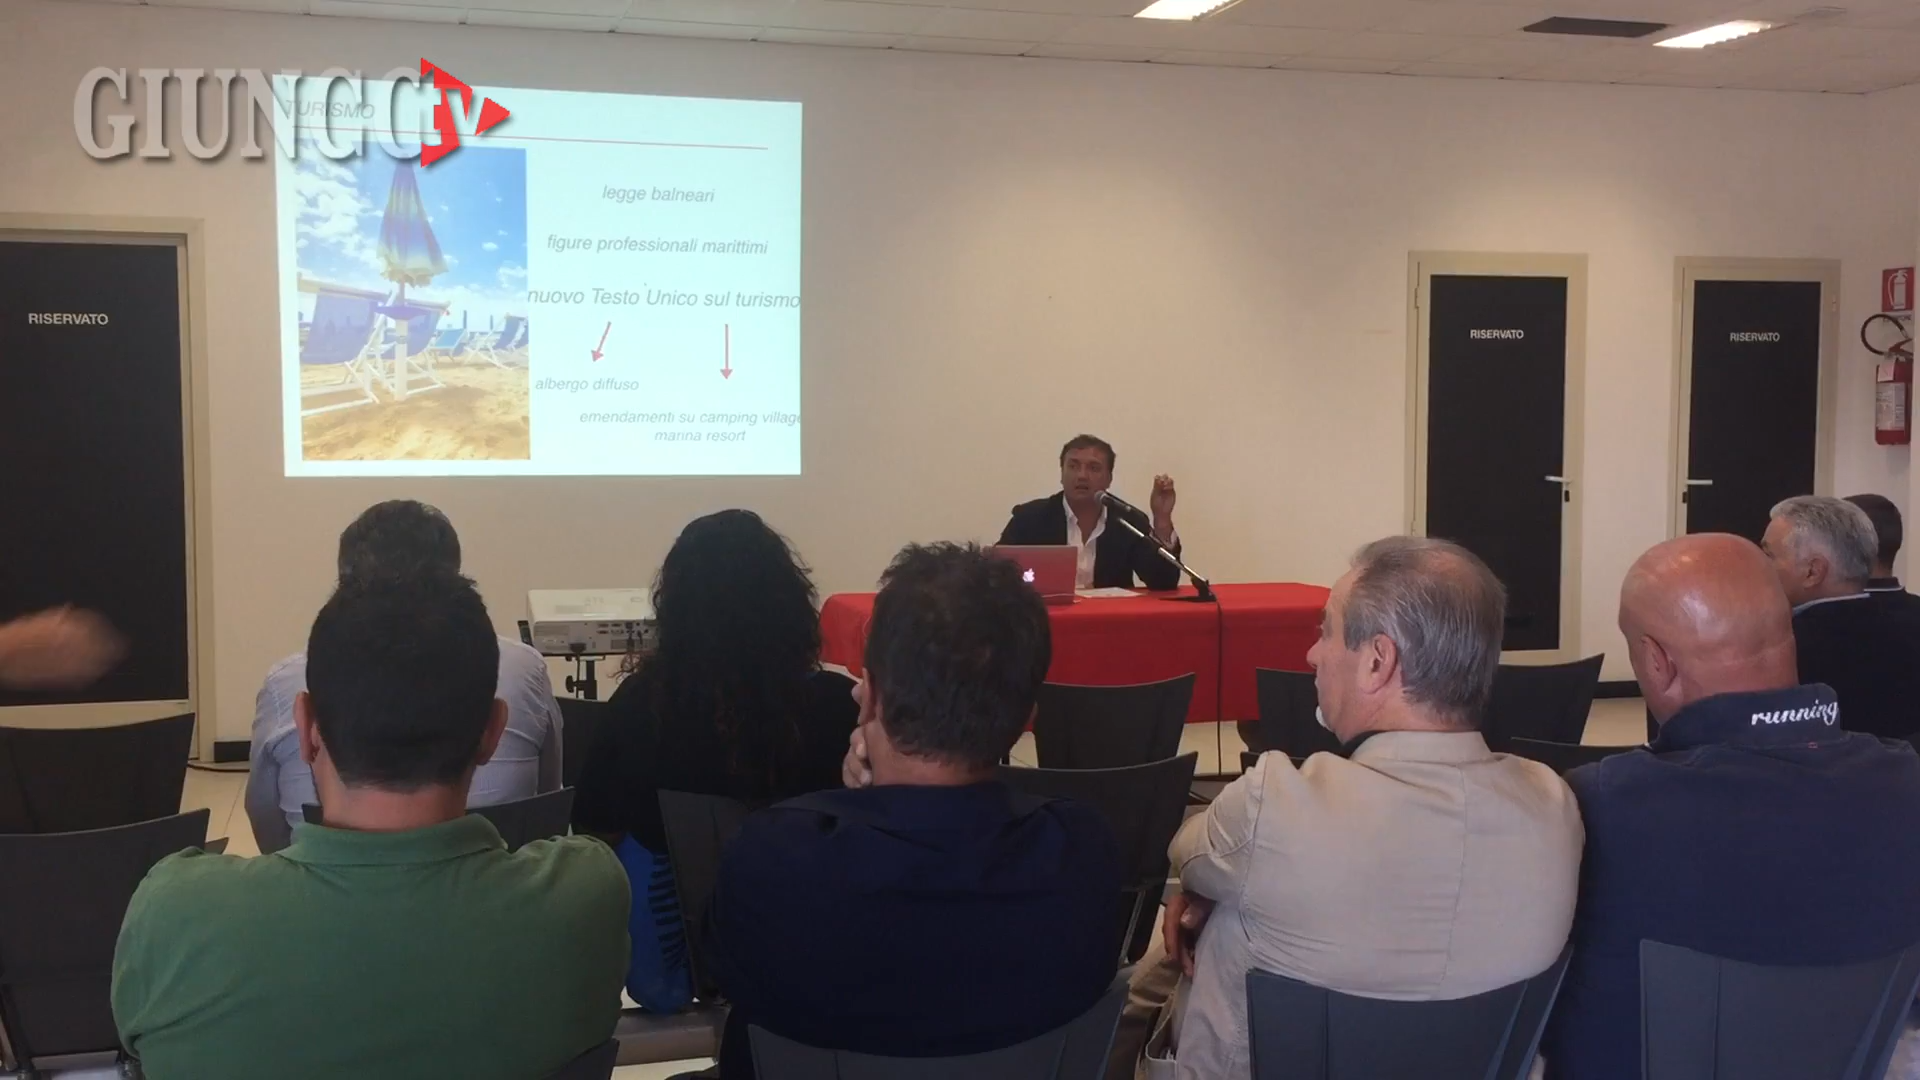 GIUNCO TV
TURISMO
legge balneari
figure professionali marittimi
nuovo Testo Unico sul turismo
albergo diffuso
emendamenti su camping village
marina resort
RISERVATO
RISERVATO
RISERVATO
running